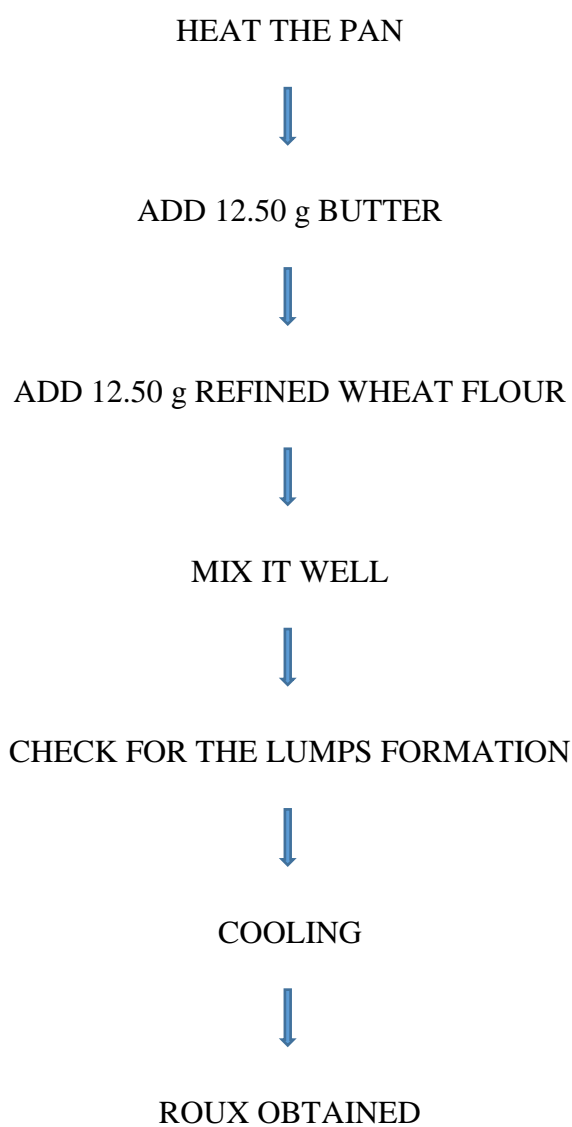 HEAT THE PAN
ADD 12.50 g BUTTER
ADD 12.50 g REFINED WHEAT FLOUR
MIX IT WELL
CHECK FOR THE LUMPS FORMATION
COOLING
ROUX OBTAINED